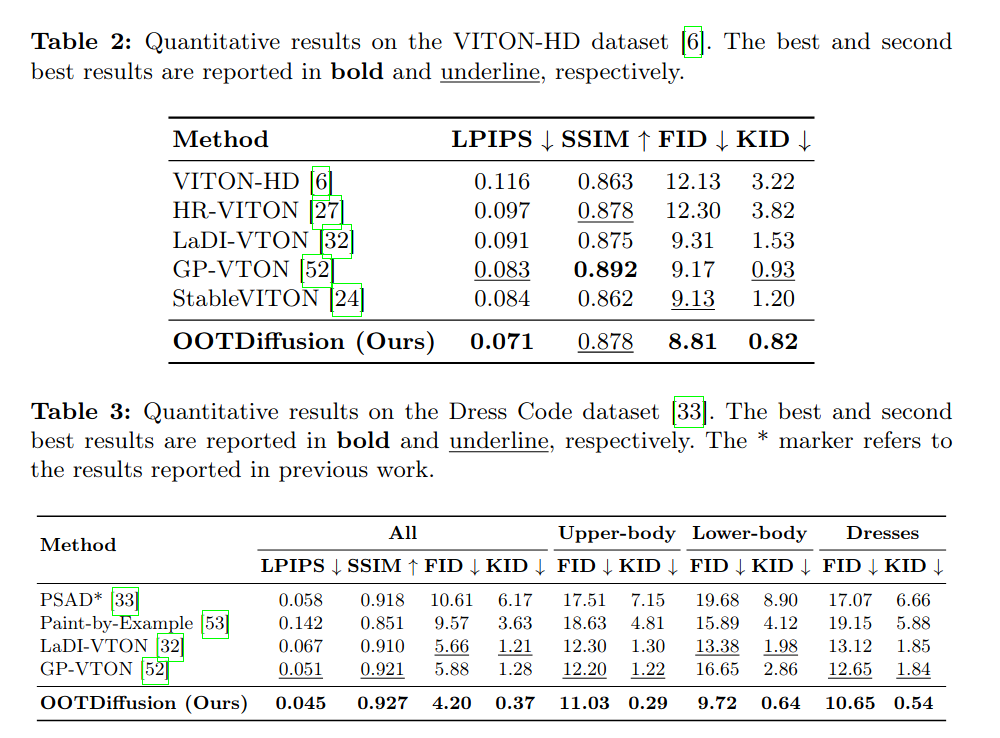 Table 2: Quantitative results on the VITON-HD dataset [6]. The best and second
best results are reported in bold and underline, respectively.
Method LPIPS ↓ SSIM ↑ FID ↓ KID ↓
VITON-HD [6] 0.116 0.863 12.13 3.22
HR-VITON [27] 0.097 0.878 12.30 3.82
LaDI-VTON [32] 0.091 0.875 9.31 1.53
GP-VTON [52] 0.083 0.892 9.17 0.93
StableVITON [24] 0.084 0.862 9.13 1.20
OOTDiffusion (Ours) 0.071 0.878 8.81 0.82
Table 3: Quantitative results on the Dress Code dataset [33]. The best and second
best results are reported in bold and underline, respectively. The * marker refers to
the results reported in previous work.
Method All Upper-body Lower-body Dresses
LPIPS ↓ SSIM ↑ FID ↓ KID ↓ FID ↓ KID ↓ FID ↓ KID ↓ FID ↓ KID ↓
PSAD* [33] 0.058 0.918 10.61 6.17 17.51 7.15 19.68 8.90 17.07 6.66
Paint-by-Example [53] 0.142 0.851 9.57 3.63 18.63 4.81 15.89 4.12 19.15 5.88
LaDI-VTON [32] 0.067 0.910 5.66 1.21 12.30 1.30 13.38 1.98 13.12 1.85
GP-VTON [52] 0.051 0.921 5.88 1.28 12.20 1.22 16.65 2.86 12.65 1.84
OOTDiffusion (Ours) 0.045 0.927 4.20 0.37 11.03 0.29 9.72 0.64 10.65 0.54